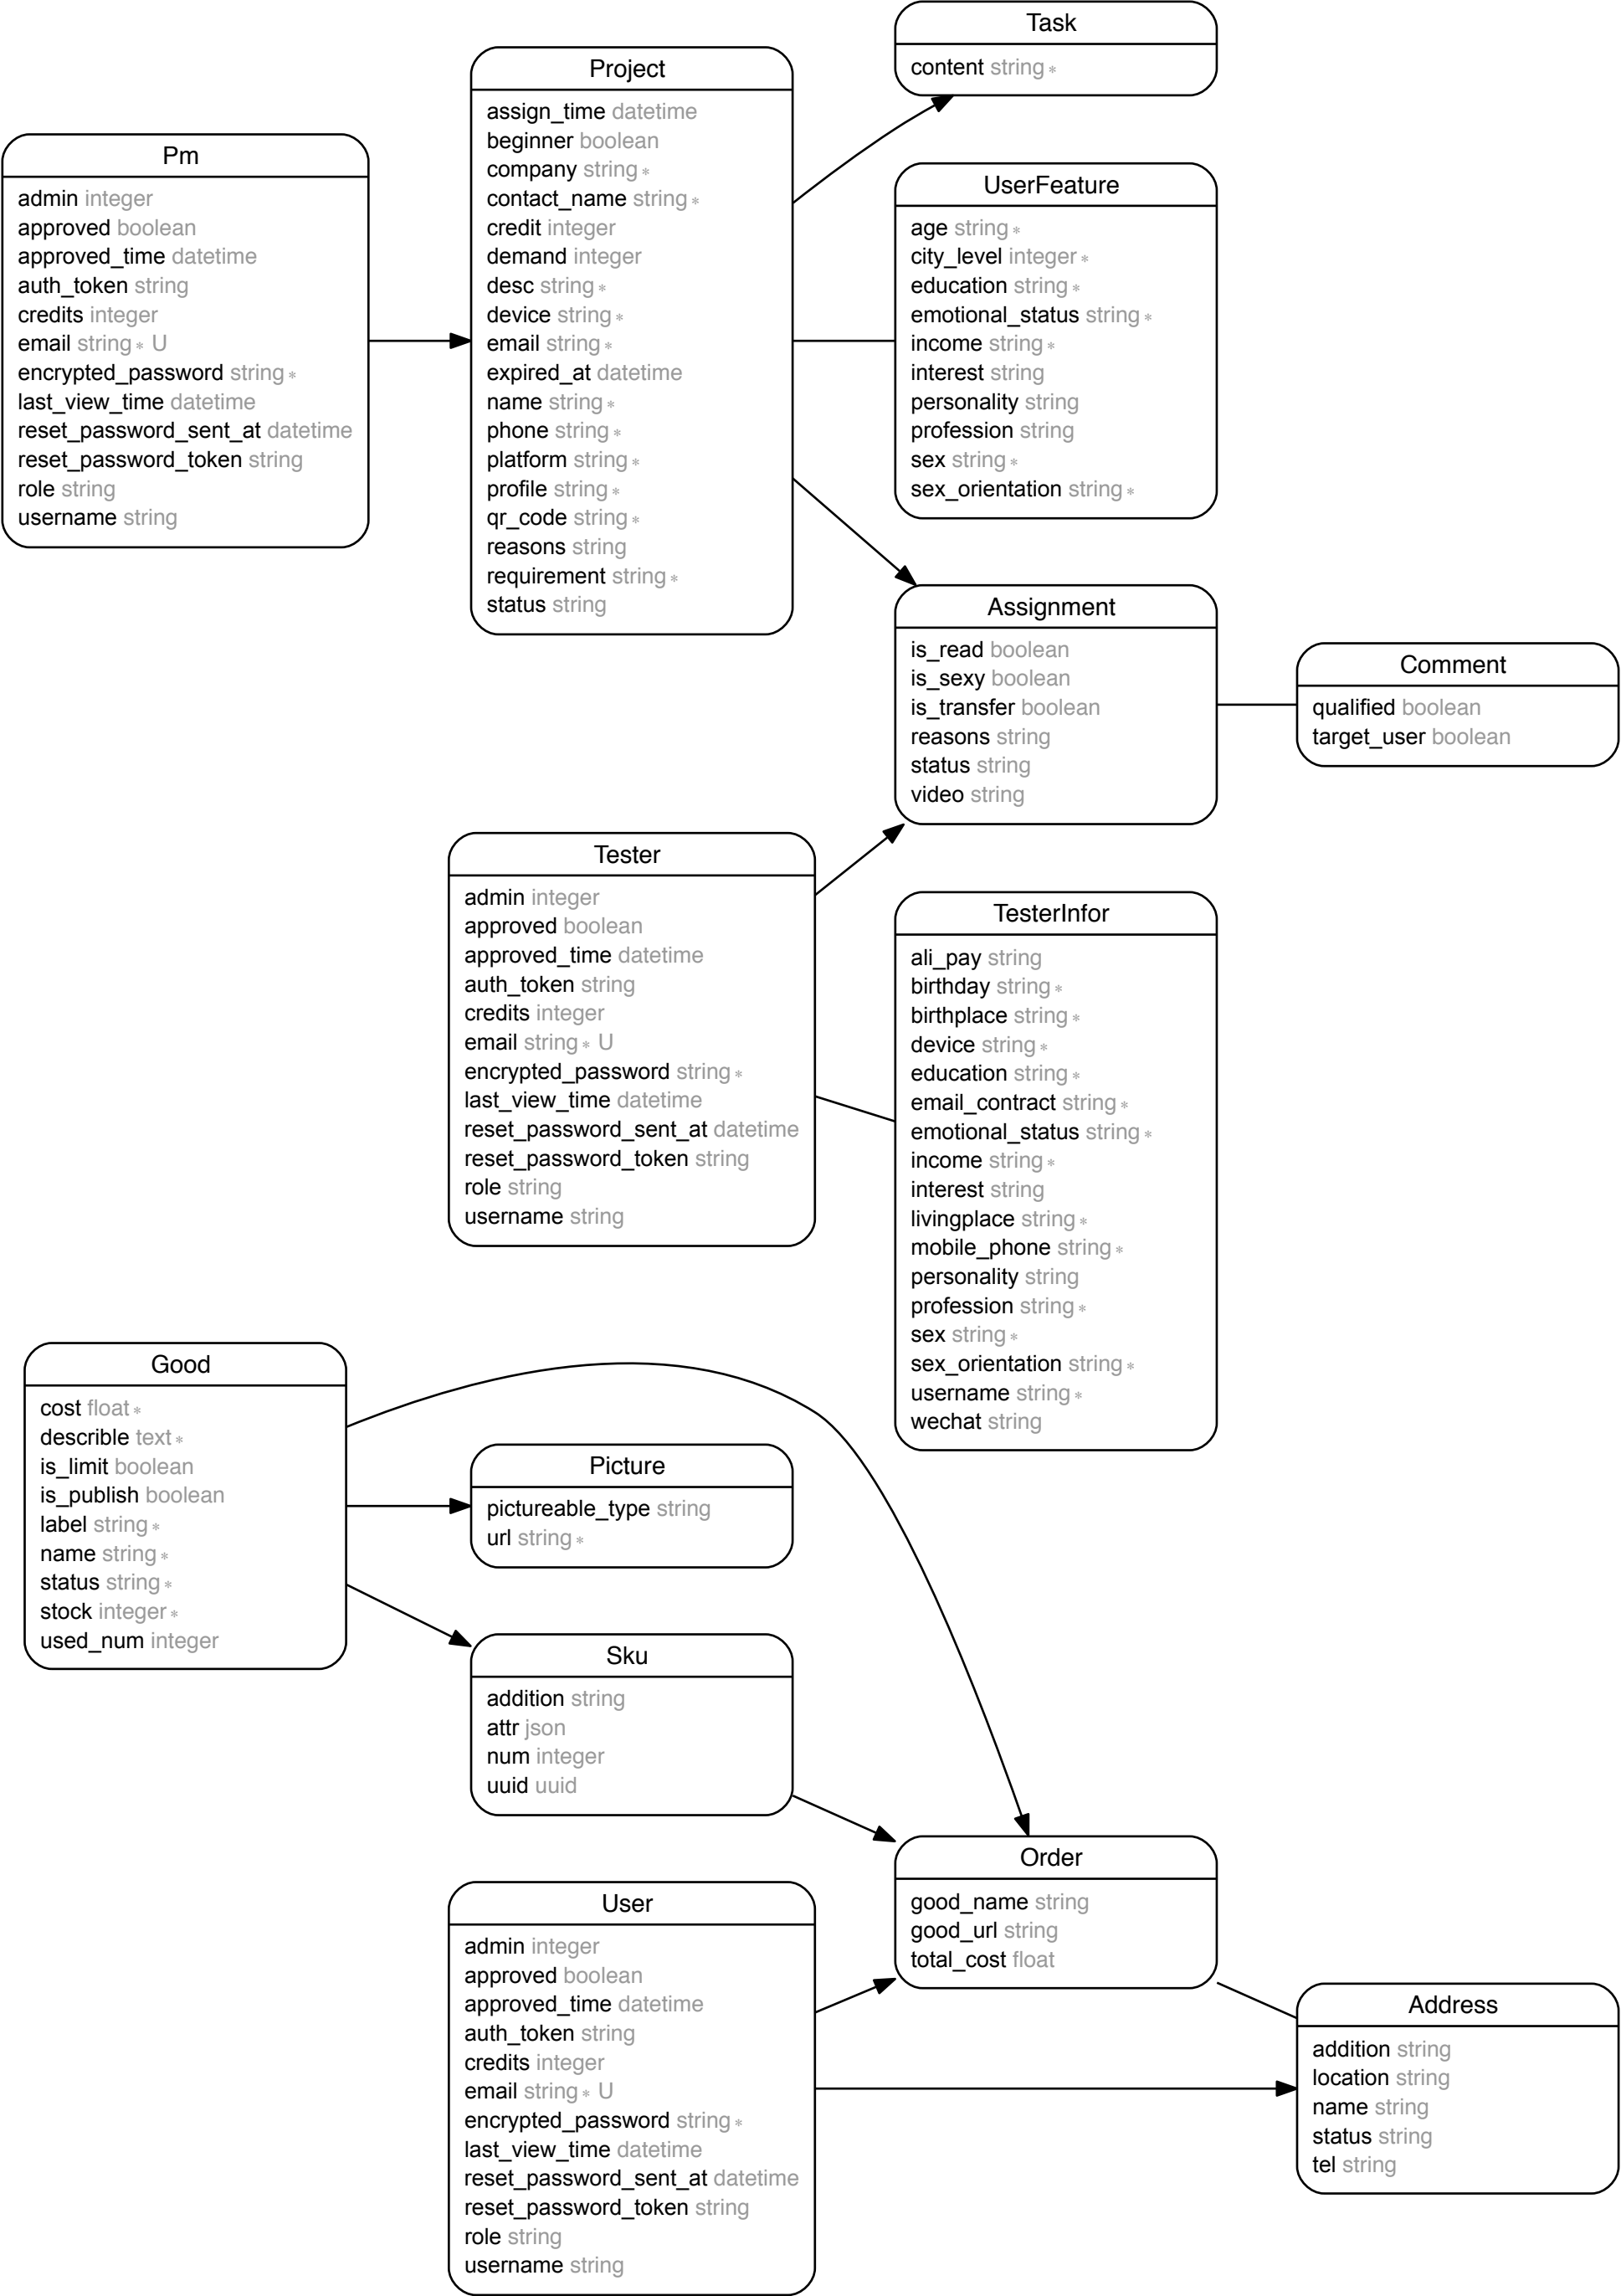 Task
content string *
Project
assign_time datetime
beginner boolean
company string *
contact_name string *
credit integer
demand integer
desc string *
device string *
email string *
expired_at datetime
name string *
phone string *
platform string *
profile string *
qr_code string *
reasons string
requirement string *
status string
Pm
admin integer
approved boolean
approved_time datetime
auth_token string
credits integer
email string * U
encrypted_password string *
last_view_time datetime
reset_password_sent_at datetime
reset_password_token string
role string
username string
UserFeature
age string *
city_level integer *
education string *
emotional_status string *
income string *
interest string
personality string
profession string
sex string *
sex_orientation string *
Assignment
is_read boolean
is_sexy boolean
is_transfer boolean
reasons string
status string
video string
Comment
qualified boolean
target_user boolean
Tester
admin integer
approved boolean
approved_time datetime
auth_token string
credits integer
email string * U
encrypted_password string *
last_view_time datetime
reset_password_sent_at datetime
reset_password_token string
role string
username string
TesterInfor
ali_pay string
birthday string *
birthplace string *
device string *
education string *
email_contract string *
emotional_status string *
income string *
interest string
livingplace string *
mobile_phone string *
personality string
profession string *
sex string *
sex_orientation string *
username string *
wechat string
Good
cost float *
describle text *
is_limit boolean
is_publish boolean
label string *
name string *
status string *
stock integer *
used_num integer
Picture
pictureable_type string
url string *
Sku
addition string
attr json
num integer
uuid uuid
Order
good_name string
good_url string
total_cost float
User
admin integer
approved boolean
approved_time datetime
auth_token string
credits integer
email string * U
encrypted_password string *
last_view_time datetime
reset_password_sent_at datetime
reset_password_token string
role string
username string
Address
addition string
location string
name string
status string
tel string